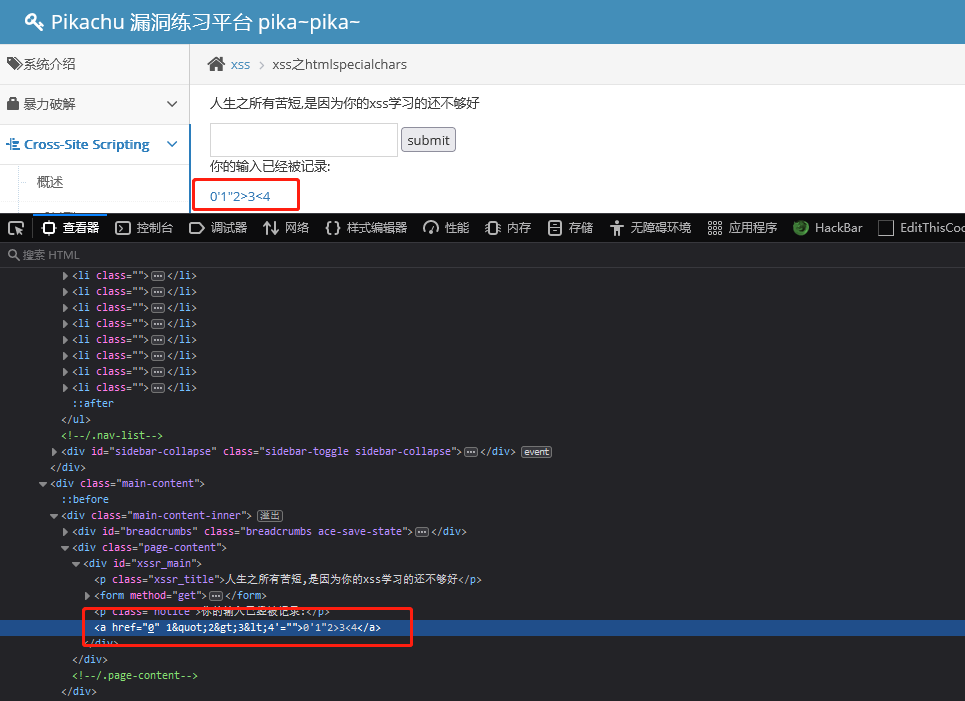 Pikachu 漏洞练习平台 pika~pika~
系统介绍
xss > xss之htmlspecialchars
暴力破解
人生之所有苦短,是因为你的xss学习的还不够好
Cross-Site Scripting
submit
你的输入已经被记录:
概述
0'1"2>3<4
查看器 控制台 调试器 网络 {} 样式编辑器 性能 内存 存储 无障碍环境 应用程序 HackBar EditThisCoo
搜索 HTML
<li class="">…</li>
<li class="">…</li>
<li class="">…</li>
<li class="">…</li>
<li class="">…</li>
<li class="">…</li>
<li class="">…</li>
<li class="">…</li>
::after
</ul>
<!--/.nav-list-->
<div id="sidebar-collapse" class="sidebar-toggle sidebar-collapse">…</div> event
</div>
<div class="main-content">
::before
<div class="main-content-inner"> 溢出
<div id="breadcrumbs" class="breadcrumbs ace-save-state">…</div>
<div class="page-content">
<div id="xssr_main">
<p class="xssr_title">人生之所有苦短,是因为你的xss学习的还不够好</p>
<form method="get">…</form>
<p class="notice">你的输入已经被记录:</p>
<a href="0" 1&quot;2&gt;3&lt;4'="">0'1"2>3<4</a>
</div>
</div>
<!--/.page-content-->
</div>